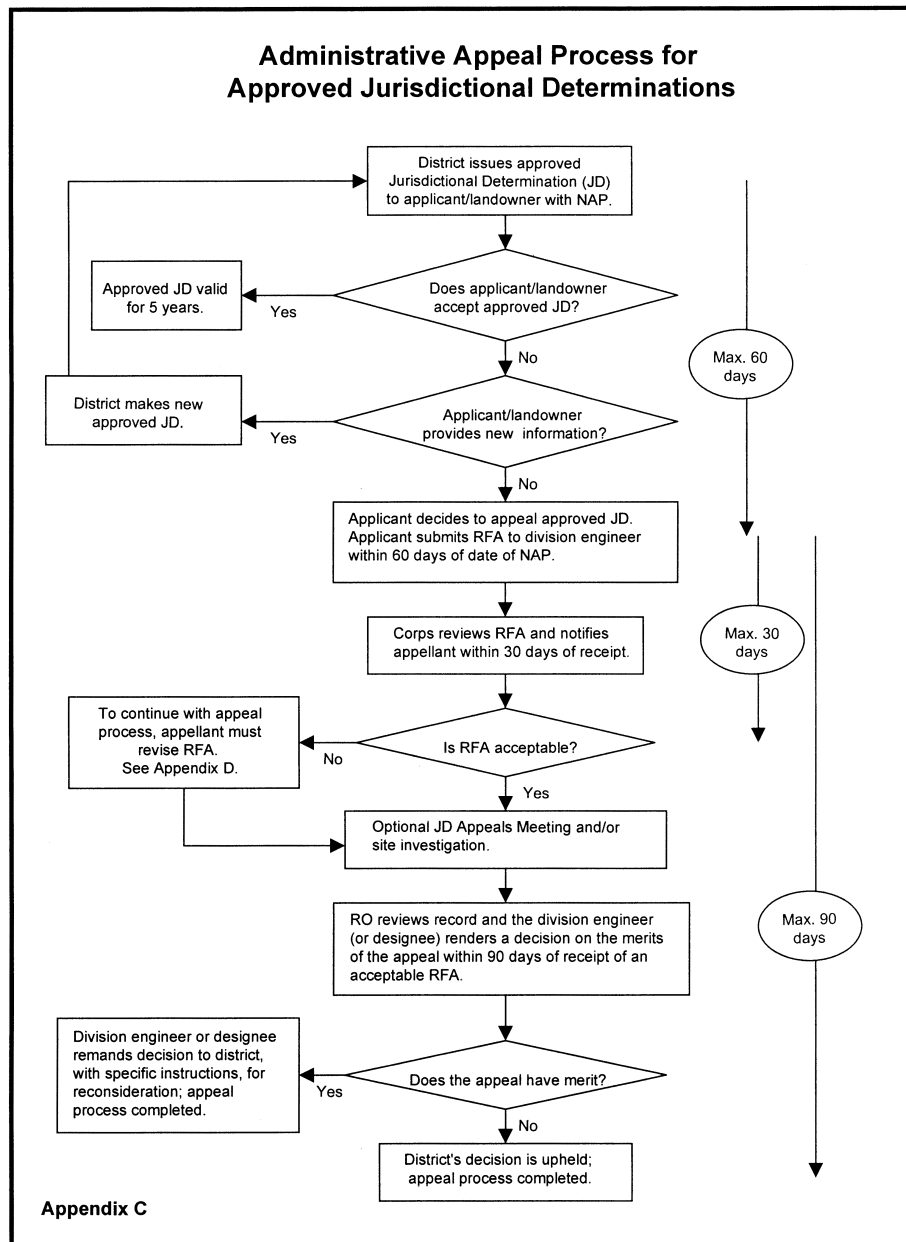 Administrative Appeal Process for
Approved Jurisdictional Determinations
District issues approved
Jurisdictional Determination (JD)
to applicant/landowner with NAP.
Approved JD valid
for 5 years.
Yes
Does applicant/landowner
accept approved JD?
No
Max. 60
days
District makes new
approved JD.
Yes
Applicant/landowner
provides new information?
No
Applicant decides to appeal approved JD.
Applicant submits RFA to division engineer
within 60 days of date of NAP.
Corps reviews RFA and notifies
appellant within 30 days of receipt.
Max. 30
days
To continue with appeal
process, appellant must
revise RFA.
See Appendix D.
No
Is RFA acceptable?
Yes
Optional JD Appeals Meeting and/or
site investigation.
RO reviews record and the division engineer
(or designee) renders a decision on the merits
of the appeal within 90 days of receipt of an
acceptable RFA.
Max. 90
days
Division engineer or designee
remands decision to district,
with specific instructions, for
reconsideration; appeal
process completed.
Yes
Does the appeal have merit?
No
District's decision is upheld;
appeal process completed.
Appendix C